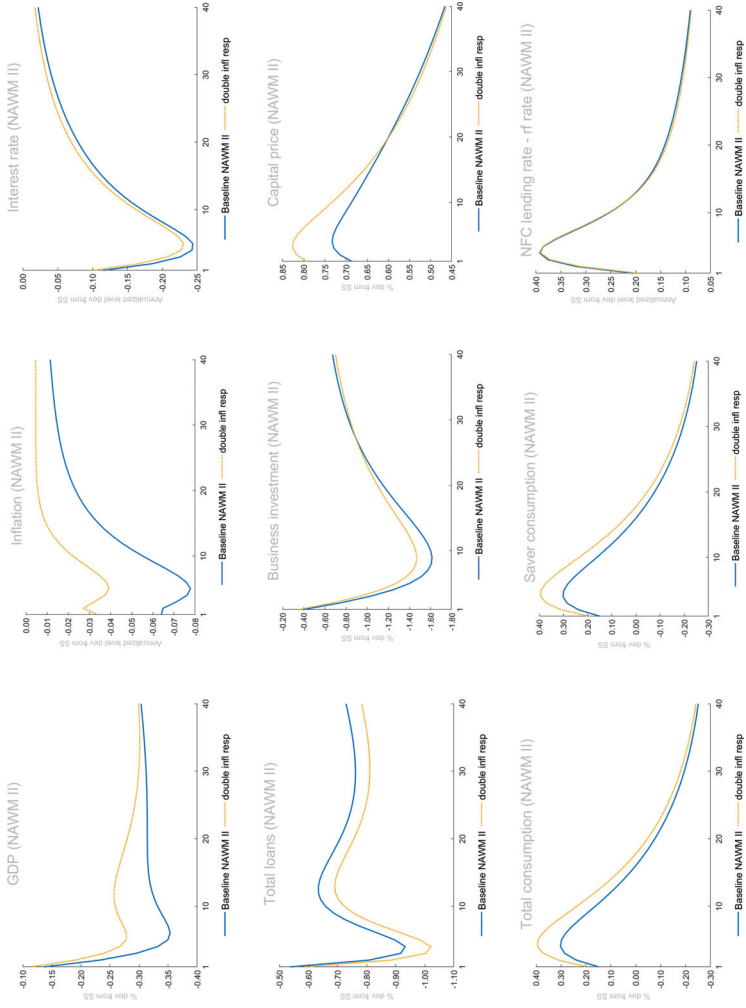 GDP (NAWM II)
% dev from SS
-0.10
-0.15
-0.20
-0.25
-0.30
-0.35
-0.40
1 10 20 30 40
Baseline NAWM II double infl resp
Inflation (NAWM II)
Annualized level dev from SS
0.00
-0.01
-0.02
-0.03
-0.04
-0.05
-0.06
-0.07
-0.08
1 10 20 30 40
Baseline NAWM II double infl resp
Interest rate (NAWM II)
Annualized level dev from SS
0.00
-0.05
-0.10
-0.15
-0.20
-0.25
1 10 20 30 40
Baseline NAWM II double infl resp
Total loans (NAWM II)
% dev from SS
-0.50
-0.60
-0.70
-0.80
-0.90
-1.00
-1.10
1 10 20 30 40
Baseline NAWM II double infl resp
Business investment (NAWM II)
% dev from SS
-0.20
-0.40
-0.60
-0.80
-1.00
-1.20
-1.40
-1.60
-1.80
1 10 20 30 40
Baseline NAWM II double infl resp
Capital price (NAWM II)
% dev from SS
0.85
0.80
0.75
0.70
0.65
0.60
0.55
0.50
0.45
1 10 20 30 40
Baseline NAWM II double infl resp
Total consumption (NAWM II)
% dev from SS
0.40
0.30
0.20
0.10
0.00
-0.10
-0.20
-0.30
1 10 20 30 40
Baseline NAWM II double infl resp
Saver consumption (NAWM II)
% dev from SS
0.40
0.30
0.20
0.10
0.00
-0.10
-0.20
-0.30
1 10 20 30 40
Baseline NAWM II double infl resp
NFC lending rate - rf rate (NAWM II)
Annualized level dev from SS
0.40
0.35
0.30
0.25
0.20
0.15
0.10
0.05
1 10 20 30 40
Baseline NAWM II double infl resp